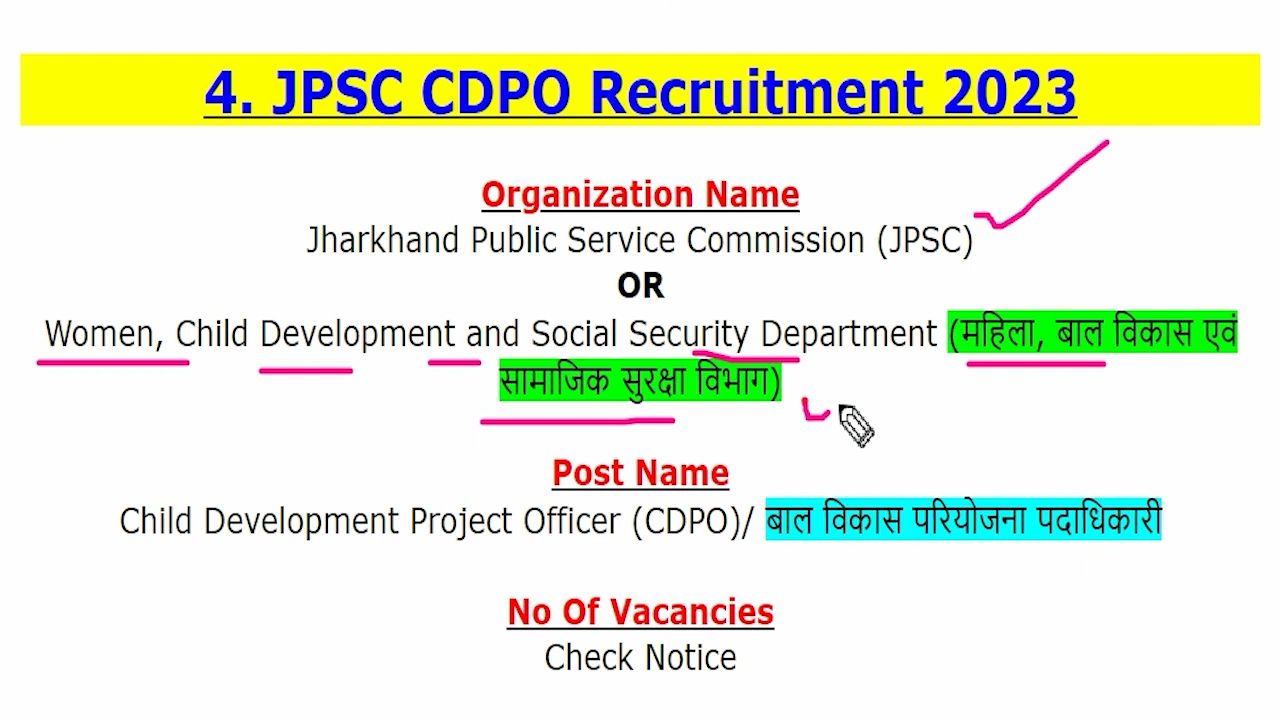 4. JPSC CDPO Recruitment 2023
Organization Name
Jharkhand Public Service Commission (JPSC)
OR
Women, Child Development and Social Security Department (महिला, बाल विकास एवं
सामाजिक सुरक्षा विभाग)
Post Name
Child Development Project Officer (CDPO)/ बाल विकास परियोजना पदाधिकारी
No Of Vacancies
Check Notice